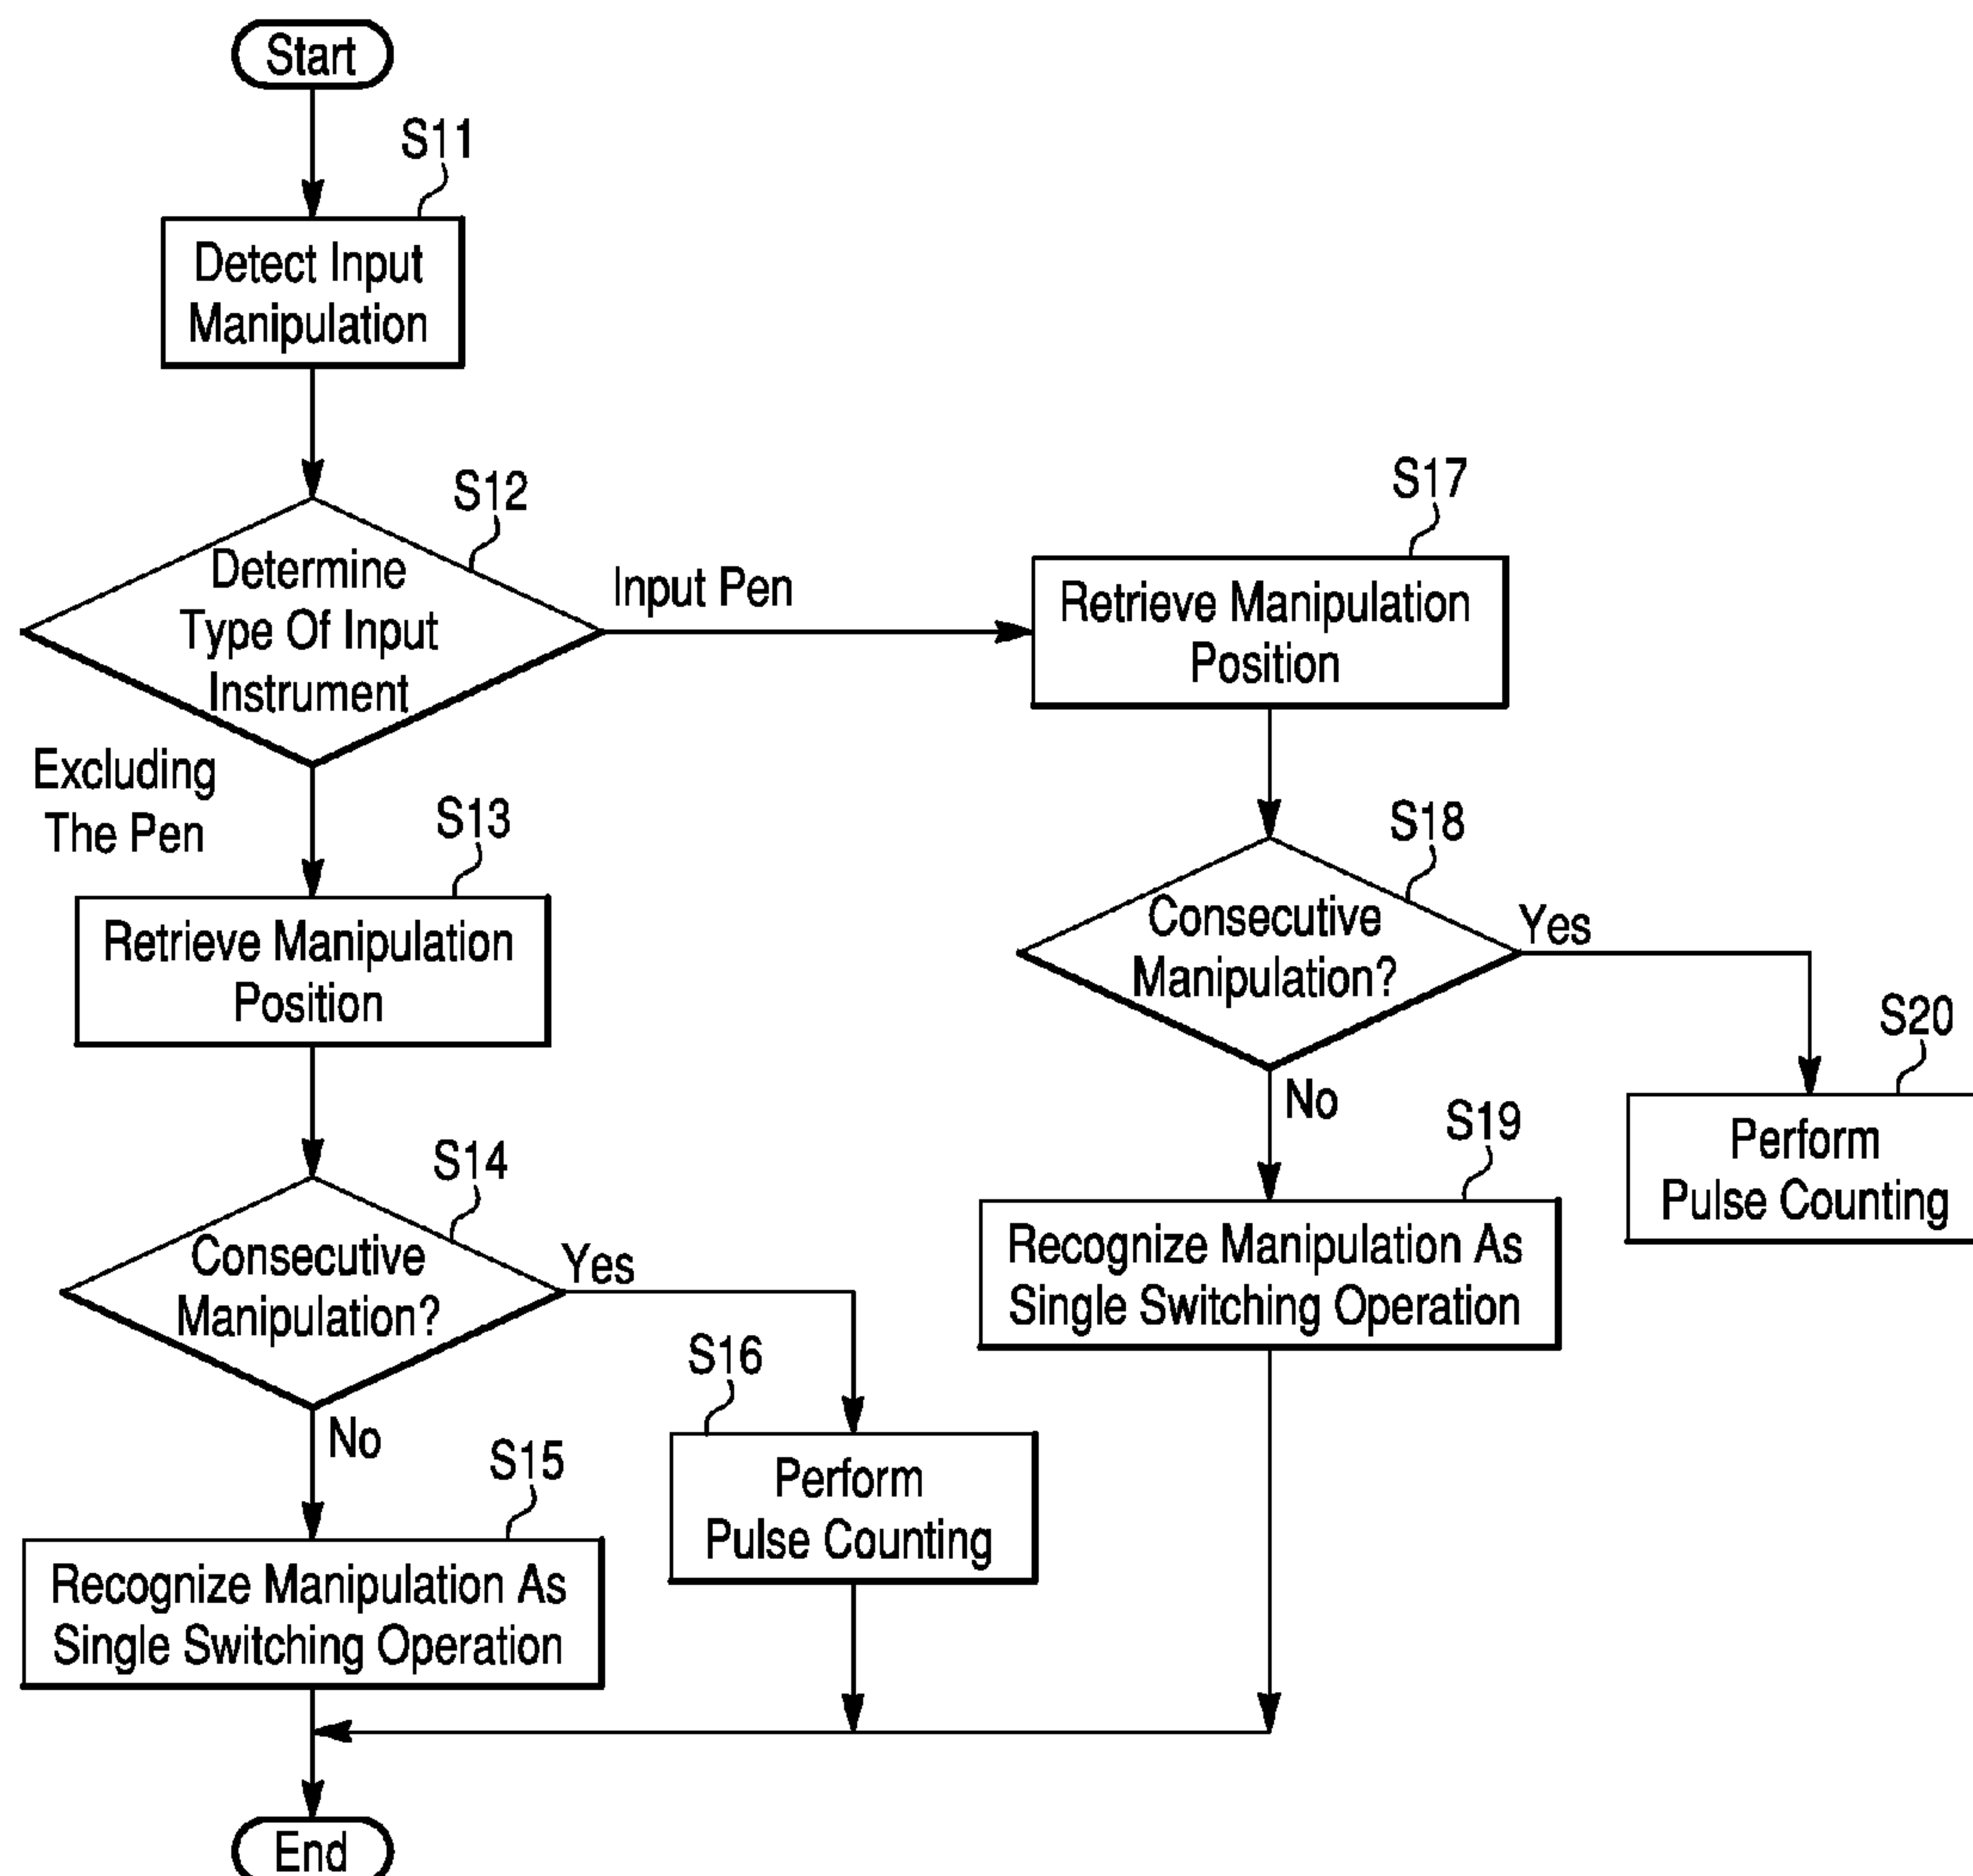 Start
S11
Detect Input
Manipulation
S12
Determine
Type Of Input
Instrument
Input Pen
Excluding
The Pen
S13
Retrieve Manipulation
Position
S14
Consecutive
Manipulation?
Yes
No
S15
Recognize Manipulation As
Single Switching Operation
S16
Perform
Pulse Counting
S17
Retrieve Manipulation
Position
S18
Consecutive
Manipulation?
Yes
No
S19
Recognize Manipulation As
Single Switching Operation
S20
Perform
Pulse Counting
End